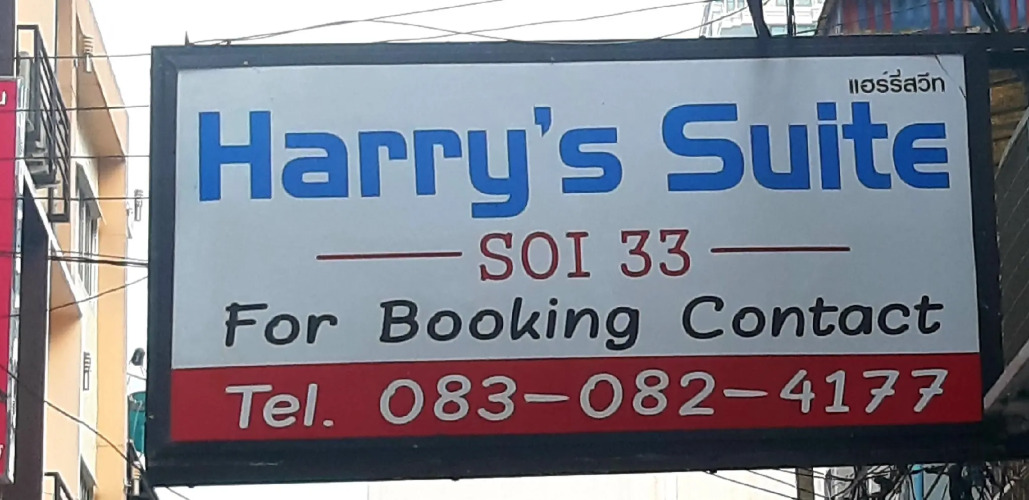 แฮร์รี่สวีท
Harry's Suite
SOI 33
For Booking Contact
Tel. 083-082-4177